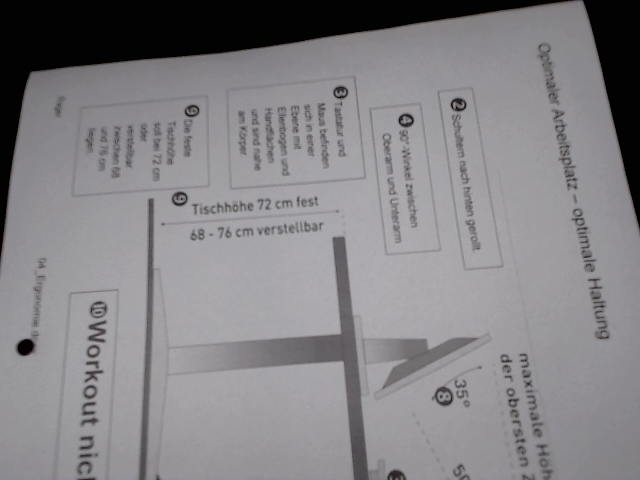 Optimaler Arbeitsplatz – optimale Haltung
2 Schultern nach hinten gerollt.
4 90°-Winkel zwischen
Oberarm und Unterarm
3 Tastatur und
Maus befinden
sich in einer
Ebene mit
Ellenbogen und
Handflächen
und sind nahe
am Körper
9 Die feste
Tischhöhe
soll bei 72 cm
oder
verstellbar
zwischen 68
und 76 cm
liegen.
9
Tischhöhe 72 cm fest
68 - 76 cm verstellbar
maximale Höh
der obersten Z
35°
8
10 Workout nich
04_Ergonomie.d